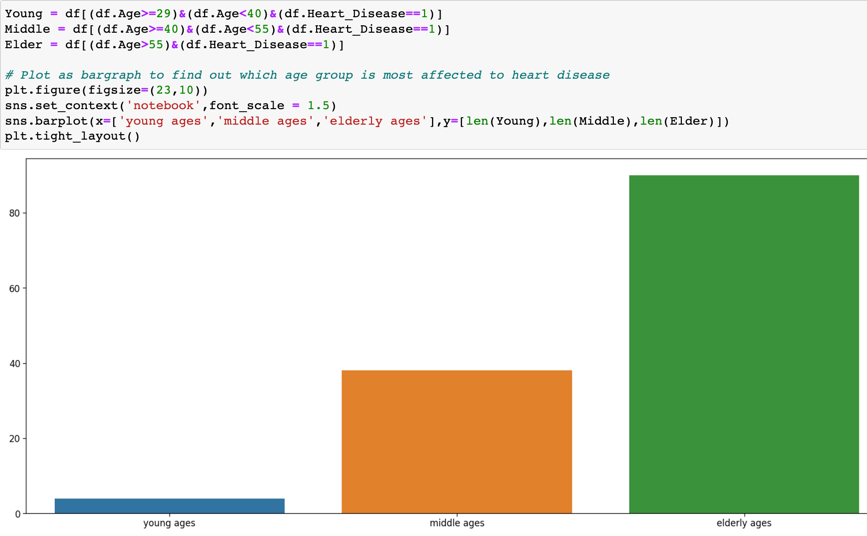 Young = df[(df.Age>=29)&(df.Age<40)&(df.Heart_Disease==1)]
Middle = df[(df.Age>=40)&(df.Age<55)&(df.Heart_Disease==1)]
Elder = df[(df.Age>55)&(df.Heart_Disease==1)]
# Plot as bargraph to find out which age group is most affected to heart disease
plt.figure(figsize=(23,10))
sns.set_context('notebook',font_scale = 1.5)
sns.barplot(x=['young ages','middle ages','elderly ages'],y=[len(Young),len(Middle),len(Elder)])
plt.tight_layout()
80
60
40
20
0
young ages middle ages elderly ages